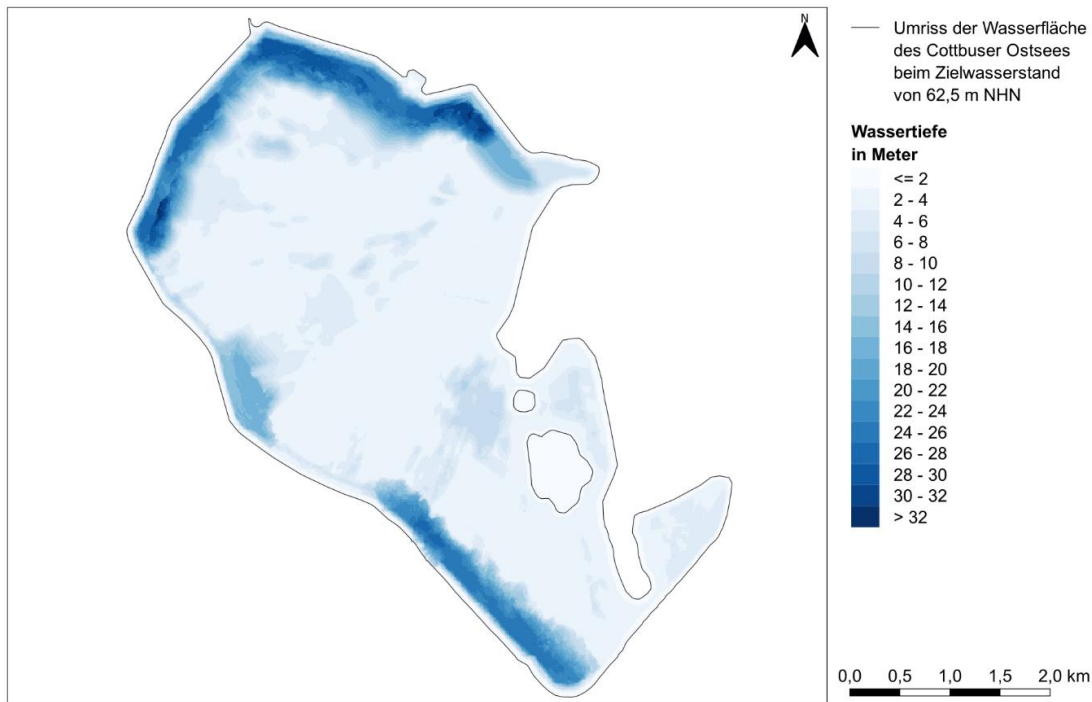 N
Umriss der Wasserfläche
des Cottbuser Ostsees
beim Zielwasserstand
von 62,5 m NHN
Wassertiefe
in Meter
<= 2
2 - 4
4 - 6
6 - 8
8 - 10
10 - 12
12 - 14
14 - 16
16 - 18
18 - 20
20 - 22
22 - 24
24 - 26
26 - 28
28 - 30
30 - 32
> 32
0,0 0,5 1,0 1,5 2,0 km